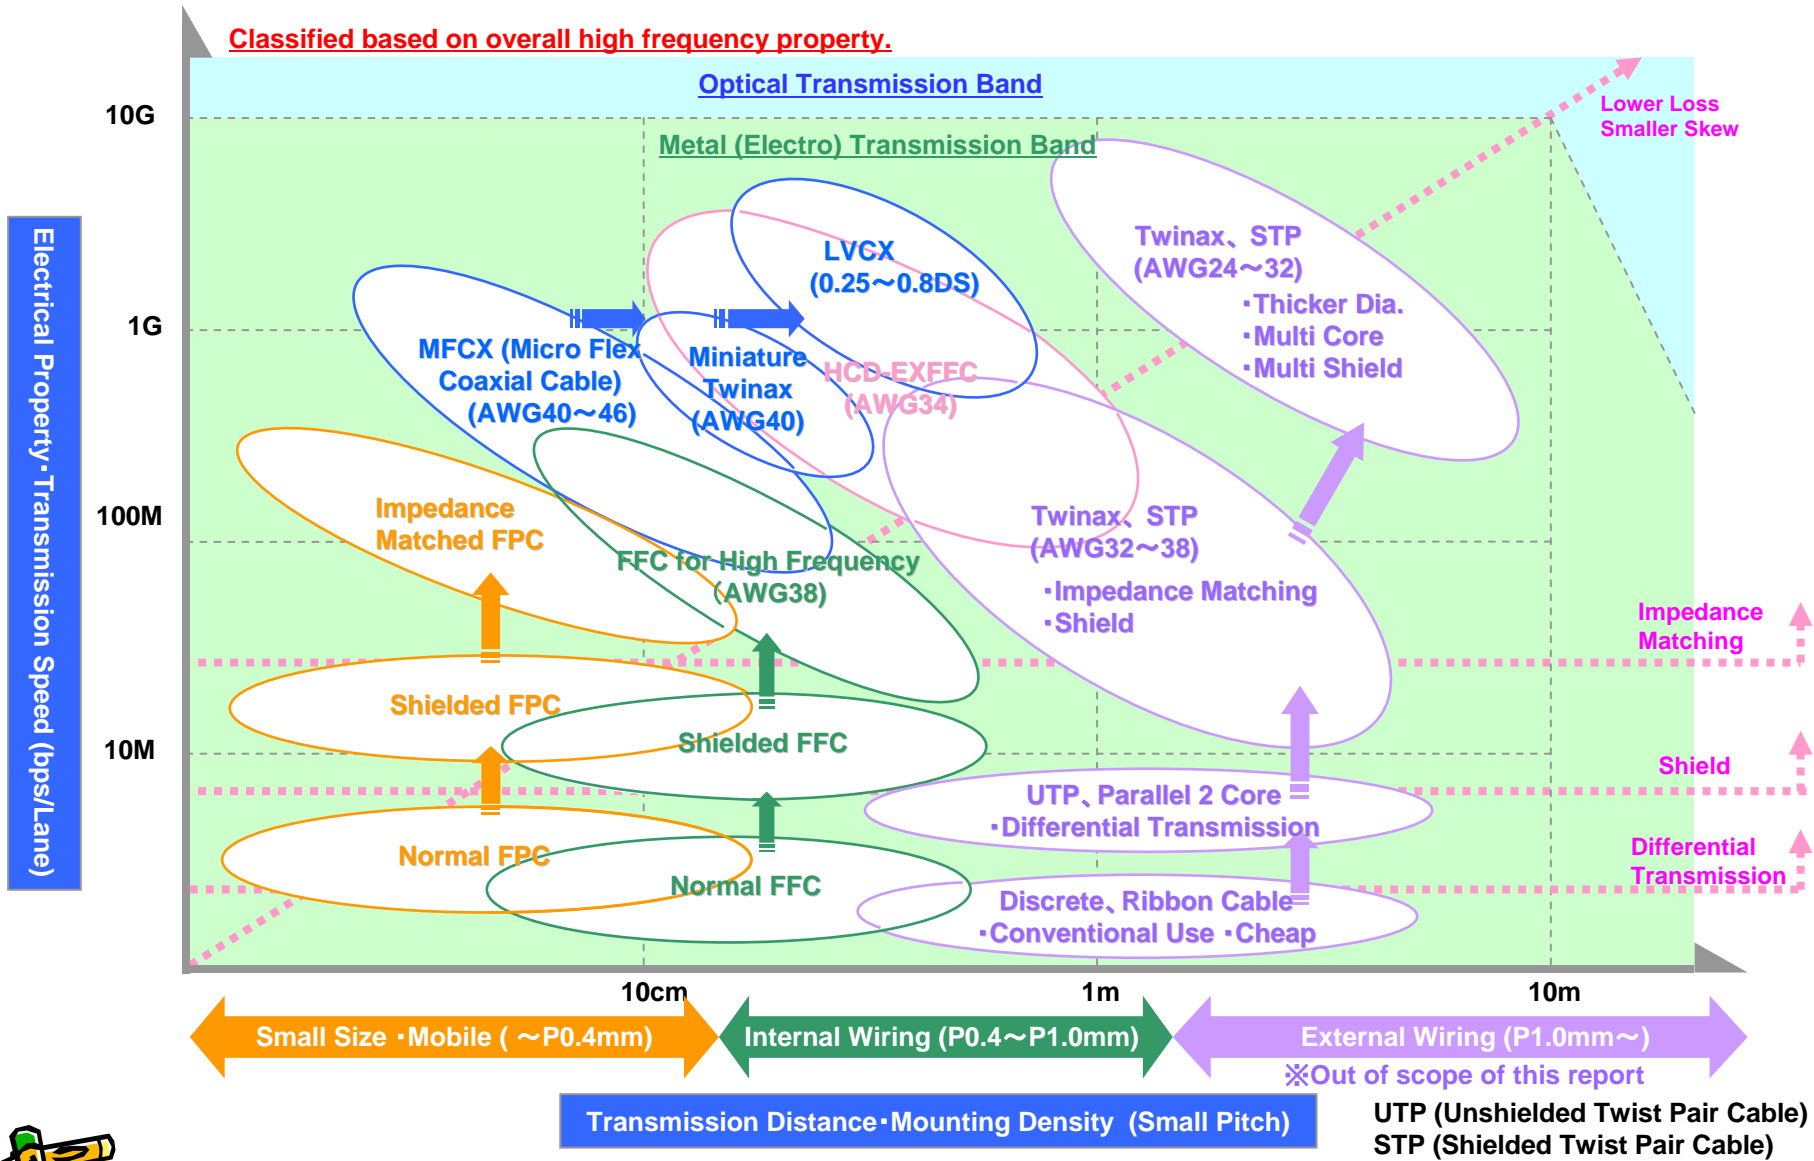 Classified based on overall high frequency property.
Optical Transmission Band
10G
Lower Loss
Smaller Skew
Metal (Electro) Transmission Band
Electrical Property・Transmission Speed (bps/Lane)
LVCX
(0.25～0.8DS)
Twinax、STP
(AWG24～32)
・Thicker Dia.
・Multi Core
・Multi Shield
1G
MFCX (Micro Flex
Coaxial Cable)
(AWG40～46)
Miniature
Twinax
(AWG40)
HCD-EXFFC
(AWG34)
100M
Impedance
Matched FPC
FFC for High Frequency
（AWG38)
Twinax、STP
(AWG32～38)
・Impedance Matching
・Shield
Impedance
Matching
Shielded FPC
Shielded FFC
10M
Shield
UTP、Parallel 2 Core
・Differential Transmission
Normal FPC
Normal FFC
Differential
Transmission
Discrete、Ribbon Cable
・Conventional Use ・Cheap
10cm
1m
10m
Small Size ・Mobile ( ～P0.4mm)
Internal Wiring (P0.4～P1.0mm)
External Wiring (P1.0mm～)
※Out of scope of this report
Transmission Distance・Mounting Density (Small Pitch)
UTP (Unshielded Twist Pair Cable)
STP (Shielded Twist Pair Cable)